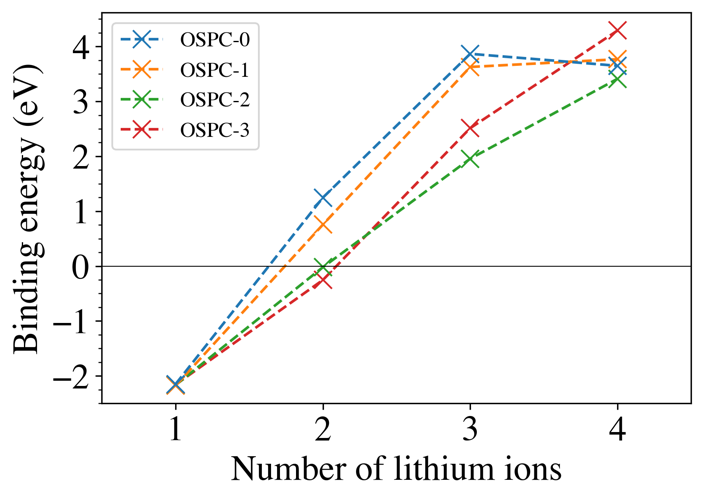 OSPC-0
OSPC-1
OSPC-2
OSPC-3
4
3
2
1
0
−1
−2
Binding energy (eV)
1 2 3 4
Number of lithium ions